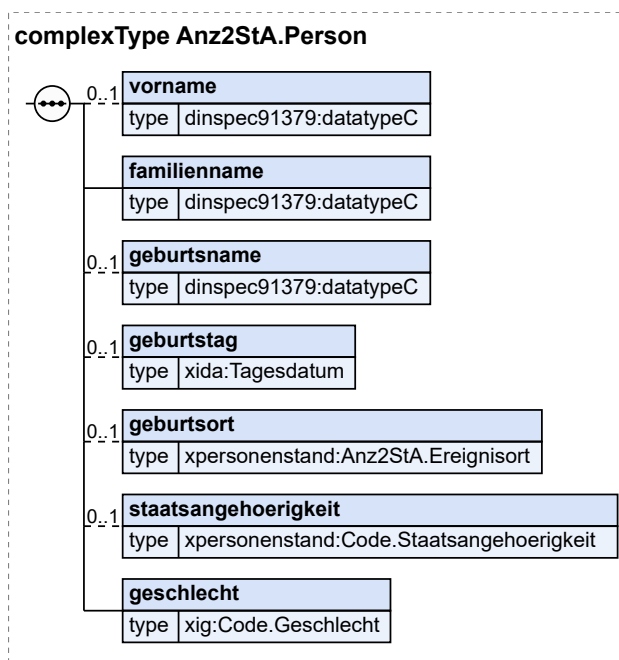 complexType Anz2StA.Person
0..1 vorname
type dinspec91379:datatypeC
familienname
type dinspec91379:datatypeC
0..1 geburtsname
type dinspec91379:datatypeC
0..1 geburtstag
type xida:Tagesdatum
0..1 geburtsort
type xpersonenstand:Anz2StA.Ereignisort
0..1 staatsangehoerigkeit
type xpersonenstand:Code.Staatsangehoerigkeit
geschlecht
type xig:Code.Geschlecht